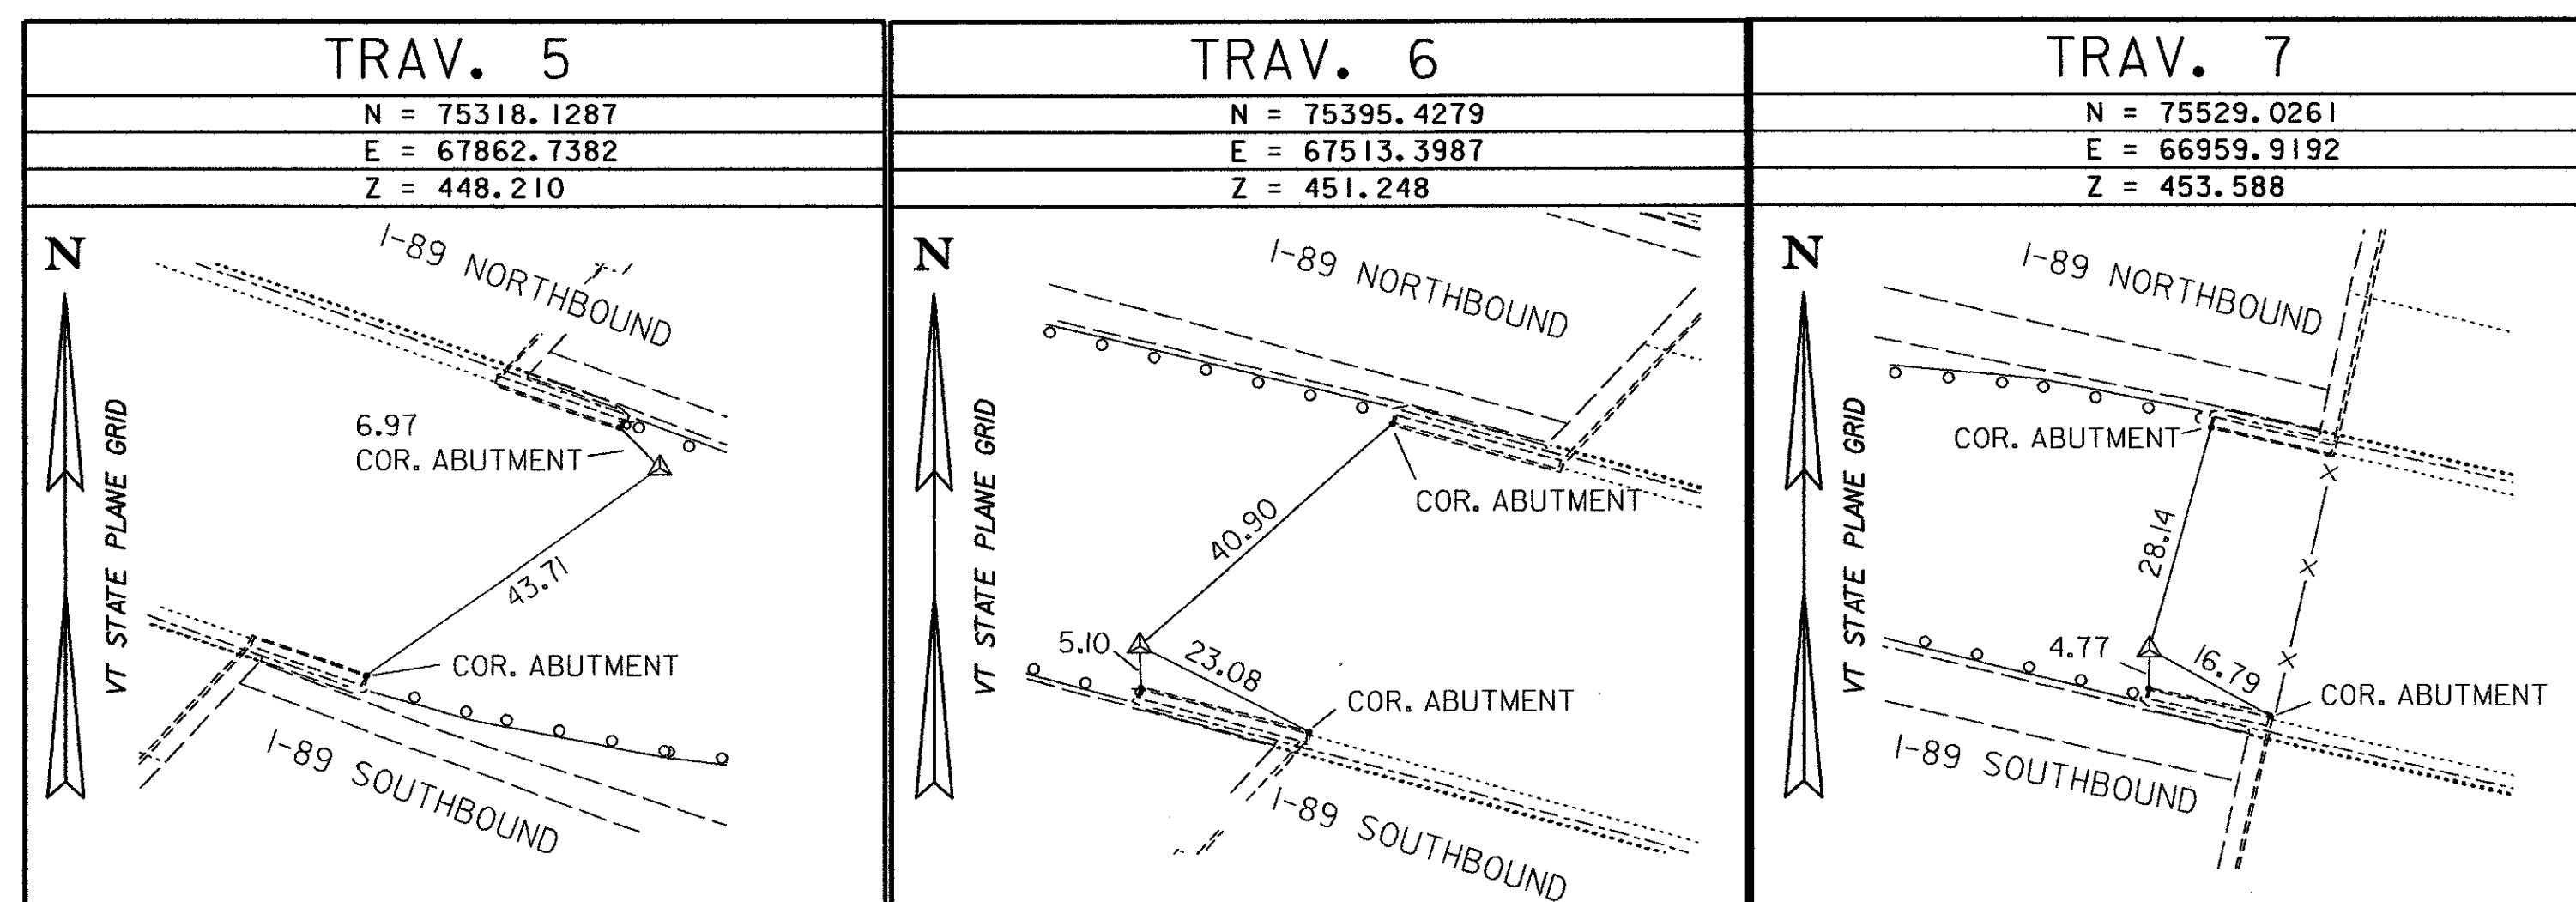 TRAV. 5
N = 75318.1287
E = 67862.7382
Z = 448.210
N
VT STATE PLANE GRID
I-89 NORTHBOUND
6.97
COR. ABUTMENT
43.71
COR. ABUTMENT
I-89 SOUTHBOUND
TRAV. 6
N = 75395.4279
E = 67513.3987
Z = 451.248
N
VT STATE PLANE GRID
I-89 NORTHBOUND
COR. ABUTMENT
40.90
5.10
23.08
COR. ABUTMENT
I-89 SOUTHBOUND
TRAV. 7
N = 75529.0261
E = 66959.9192
Z = 453.588
N
VT STATE PLANE GRID
I-89 NORTHBOUND
COR. ABUTMENT
28.14
4.77
16.79
COR. ABUTMENT
I-89 SOUTHBOUND